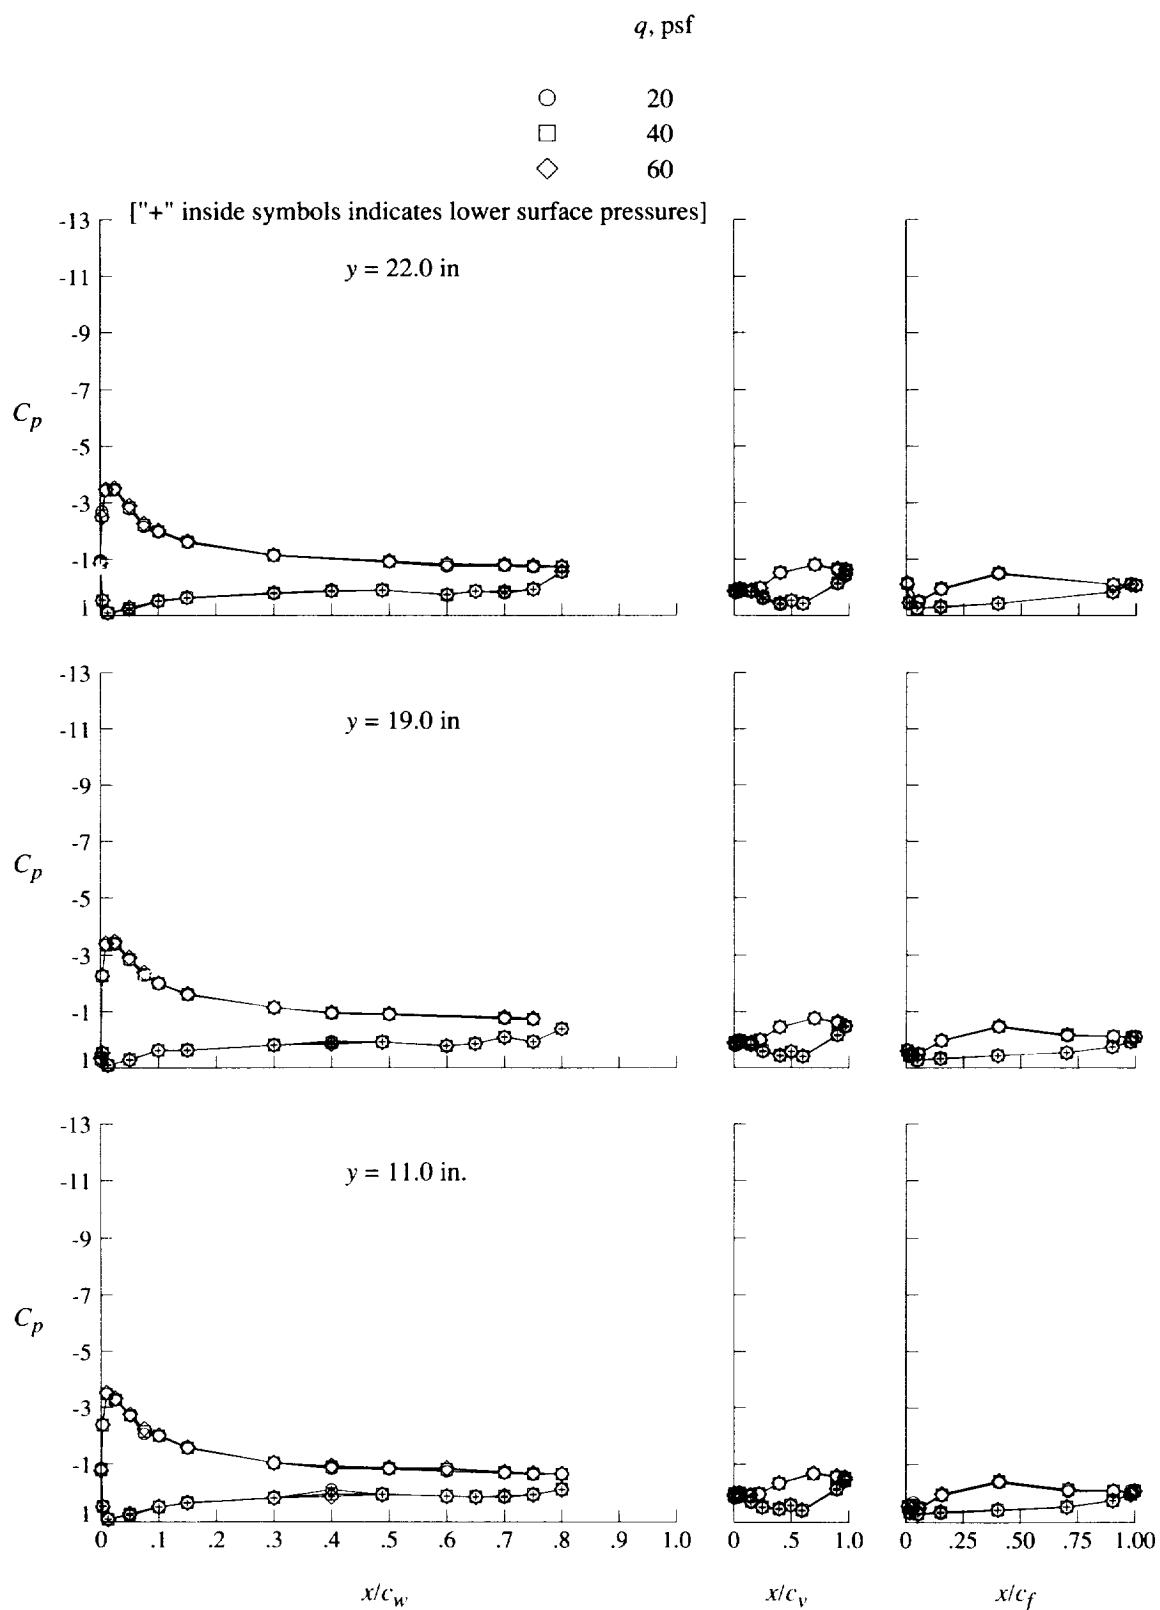 q, psf
20
40
60
["+" inside symbols indicates lower surface pressures]
-13
y = 22.0 in
-11
-9
-7
C_p
-5
-3
-1
1
-13
y = 19.0 in
-11
-9
-7
C_p
-5
-3
-1
1
-13
y = 11.0 in.
-11
-9
-7
C_p
-5
-3
-1
1
0 .1 .2 .3 .4 .5 .6 .7 .8 .9 1.0 0 .5 1.0 0 .25 .50 .75 1.00
x/c_w x/c_v x/c_f